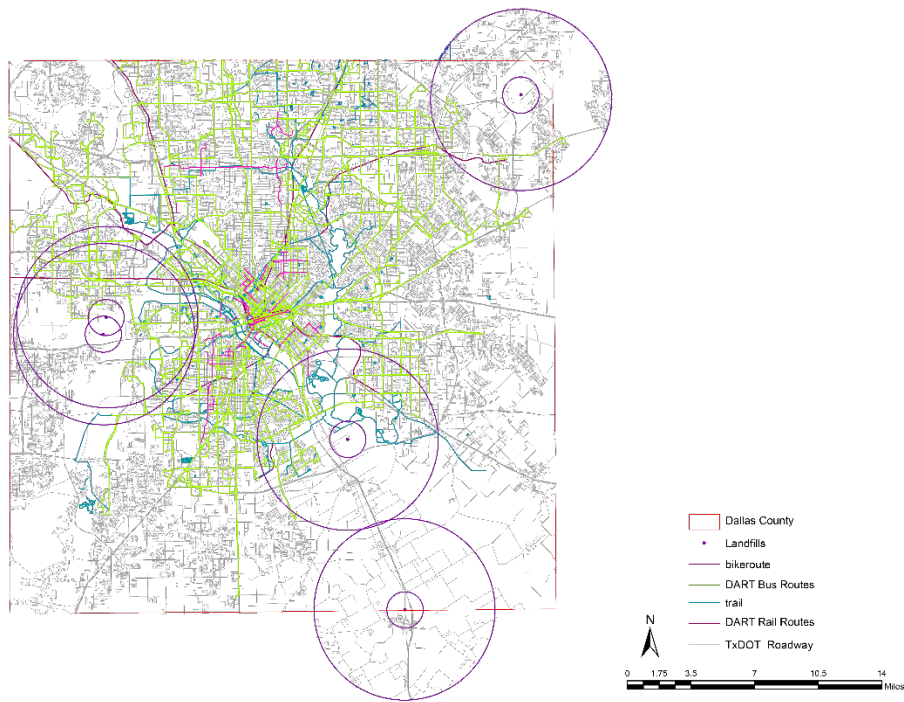 Dallas County
Landfills
bikeroute
DART Bus Routes
trail
DART Rail Routes
TxDOT Roadway
N
0 1.75 3.5 7 10.5 14
Miles